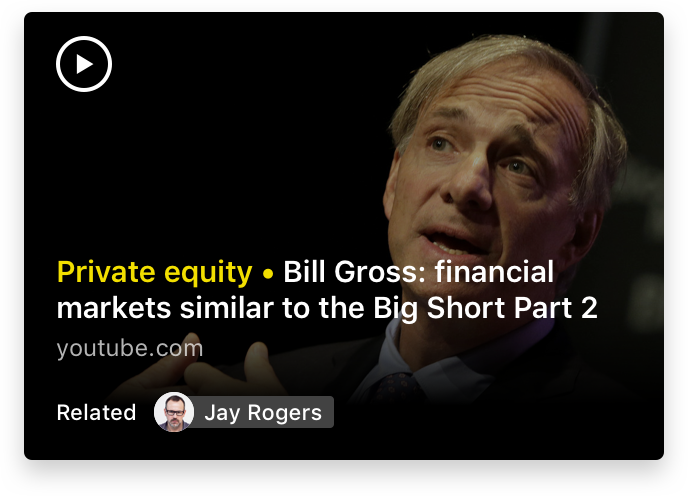 Private equity • Bill Gross: financial
markets similar to the Big Short Part 2
youtube.com
Related Jay Rogers